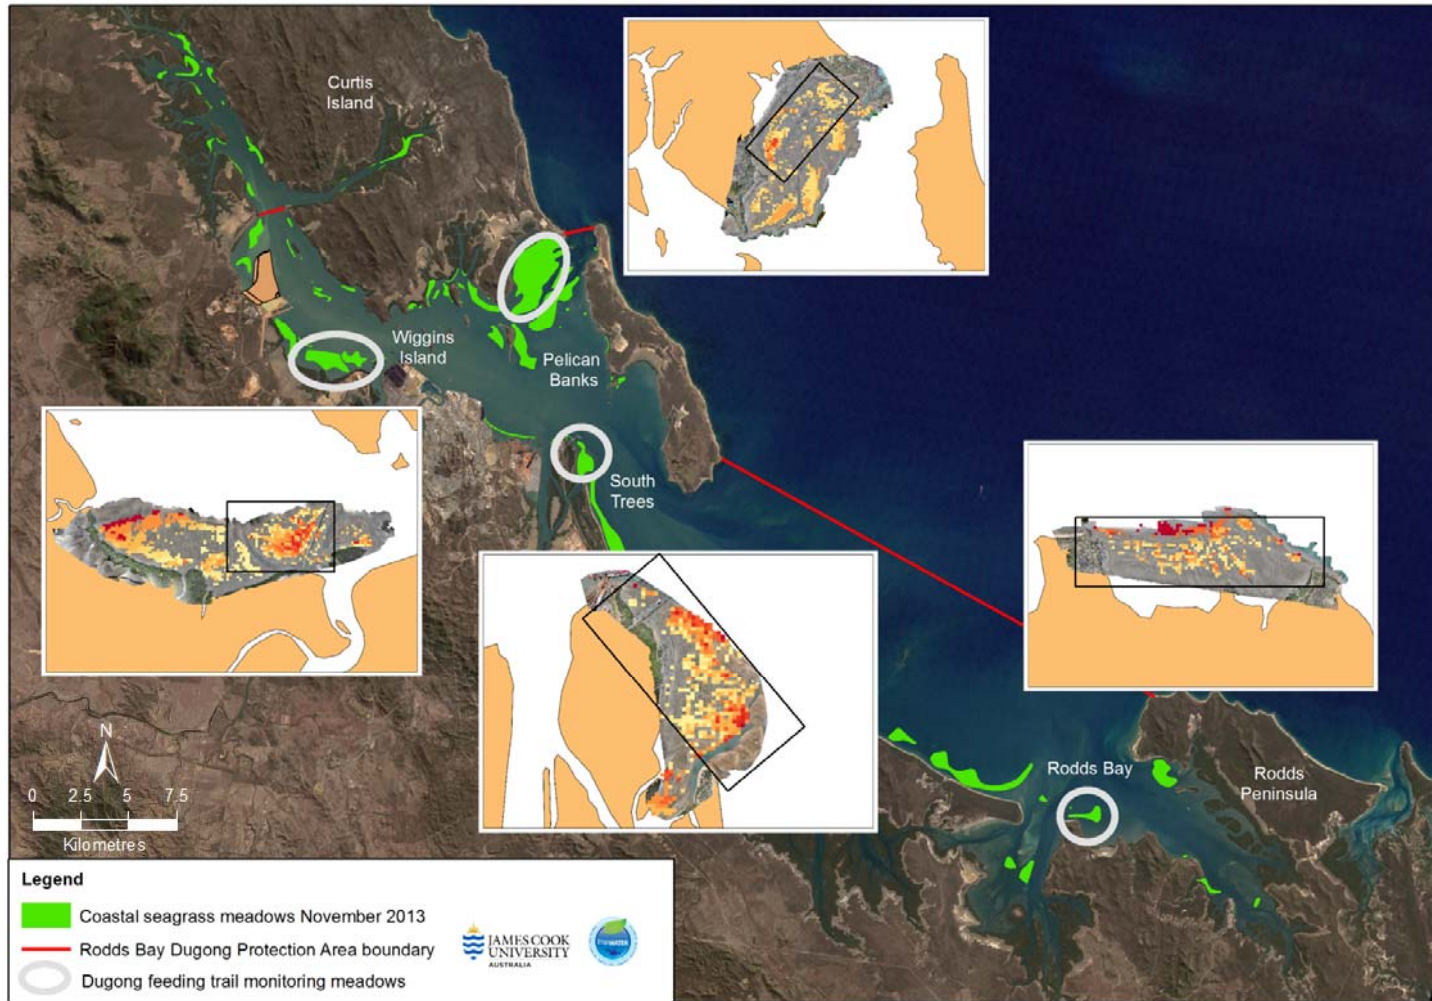 Curtis
Island
Wiggins
Island
Pelican
Banks
South
Trees
Rodds Bay
Rodds
Peninsula
N
0 2.5 5 7.5
Kilometres
Legend
Coastal seagrass meadows November 2013
Rodds Bay Dugong Protection Area boundary
Dugong feeding trail monitoring meadows
JAMES COOK
UNIVERSITY
AUSTRALIA
TropWATER